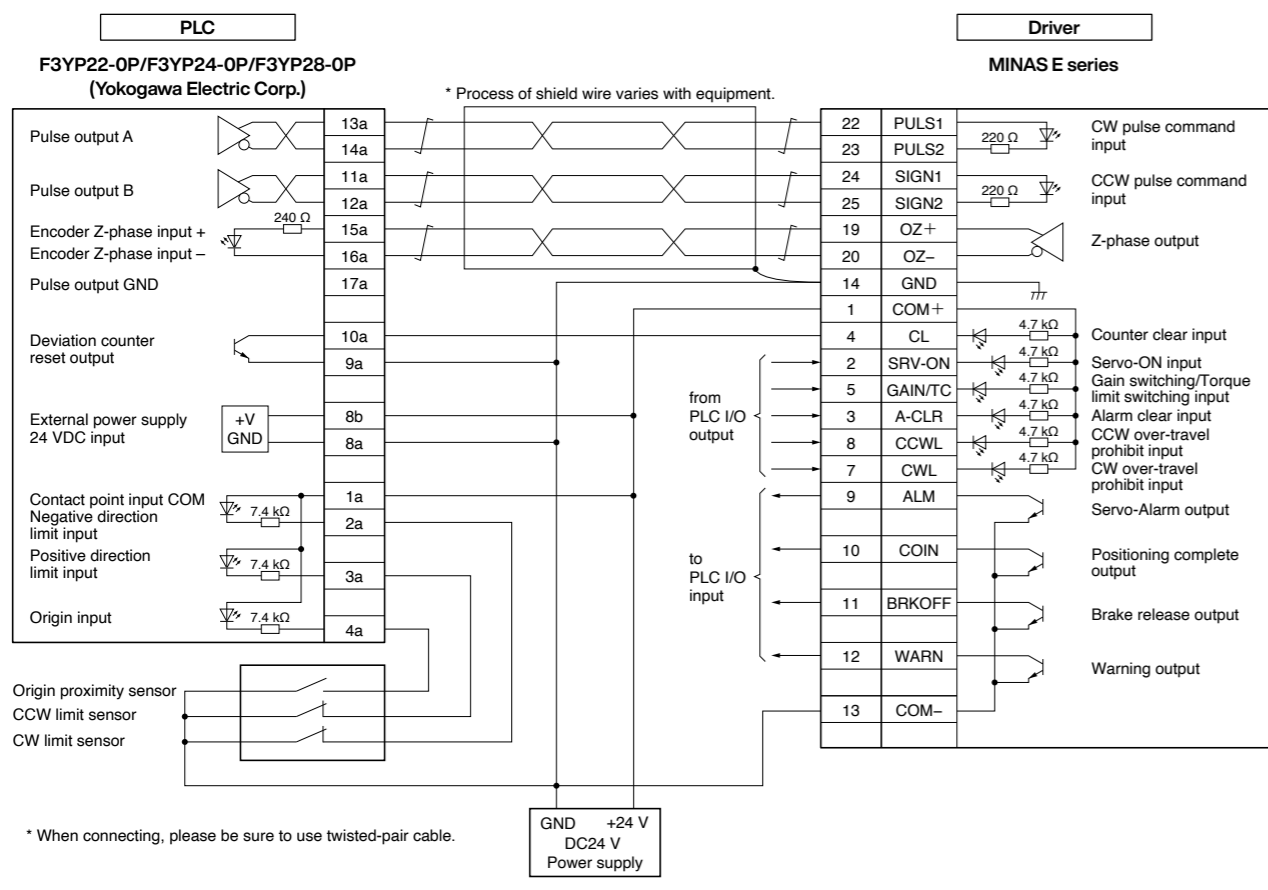 PLC
Driver
F3YP22-0P/F3YP24-0P/F3YP28-0P
(Yokogawa Electric Corp.)
MINAS E series
* Process of shield wire varies with equipment.
Pulse output A
13a
14a
22 PULS1
23 PULS2
220 Ω
CW pulse command
input
Pulse output B
11a
12a
24 SIGN1
25 SIGN2
220 Ω
CCW pulse command
input
Encoder Z-phase input +
Encoder Z-phase input –
240 Ω
15a
16a
19 OZ+
20 OZ–
Z-phase output
Pulse output GND
17a
14 GND
1 COM+
Deviation counter
reset output
10a
9a
4 CL
4.7 kΩ
Counter clear input
2 SRV-ON
4.7 kΩ
Servo-ON input
from
PLC I/O
output
5 GAIN/TC
4.7 kΩ
Gain switching/Torque
limit switching input
External power supply
24 VDC input
+V
GND
8b
8a
3 A-CLR
4.7 kΩ
Alarm clear input
8 CCWL
4.7 kΩ
CCW over-travel
prohibit input
7 CWL
4.7 kΩ
CW over-travel
prohibit input
Contact point input COM
Negative direction
limit input
7.4 kΩ
1a
2a
9 ALM
Servo-Alarm output
Positive direction
limit input
7.4 kΩ
3a
to
PLC I/O
input
10 COIN
Positioning complete
output
Origin input
7.4 kΩ
4a
11 BRKOFF
Brake release output
12 WARN
Warning output
Origin proximity sensor
CCW limit sensor
CW limit sensor
13 COM–
GND +24 V
DC24 V
Power supply
* When connecting, please be sure to use twisted-pair cable.